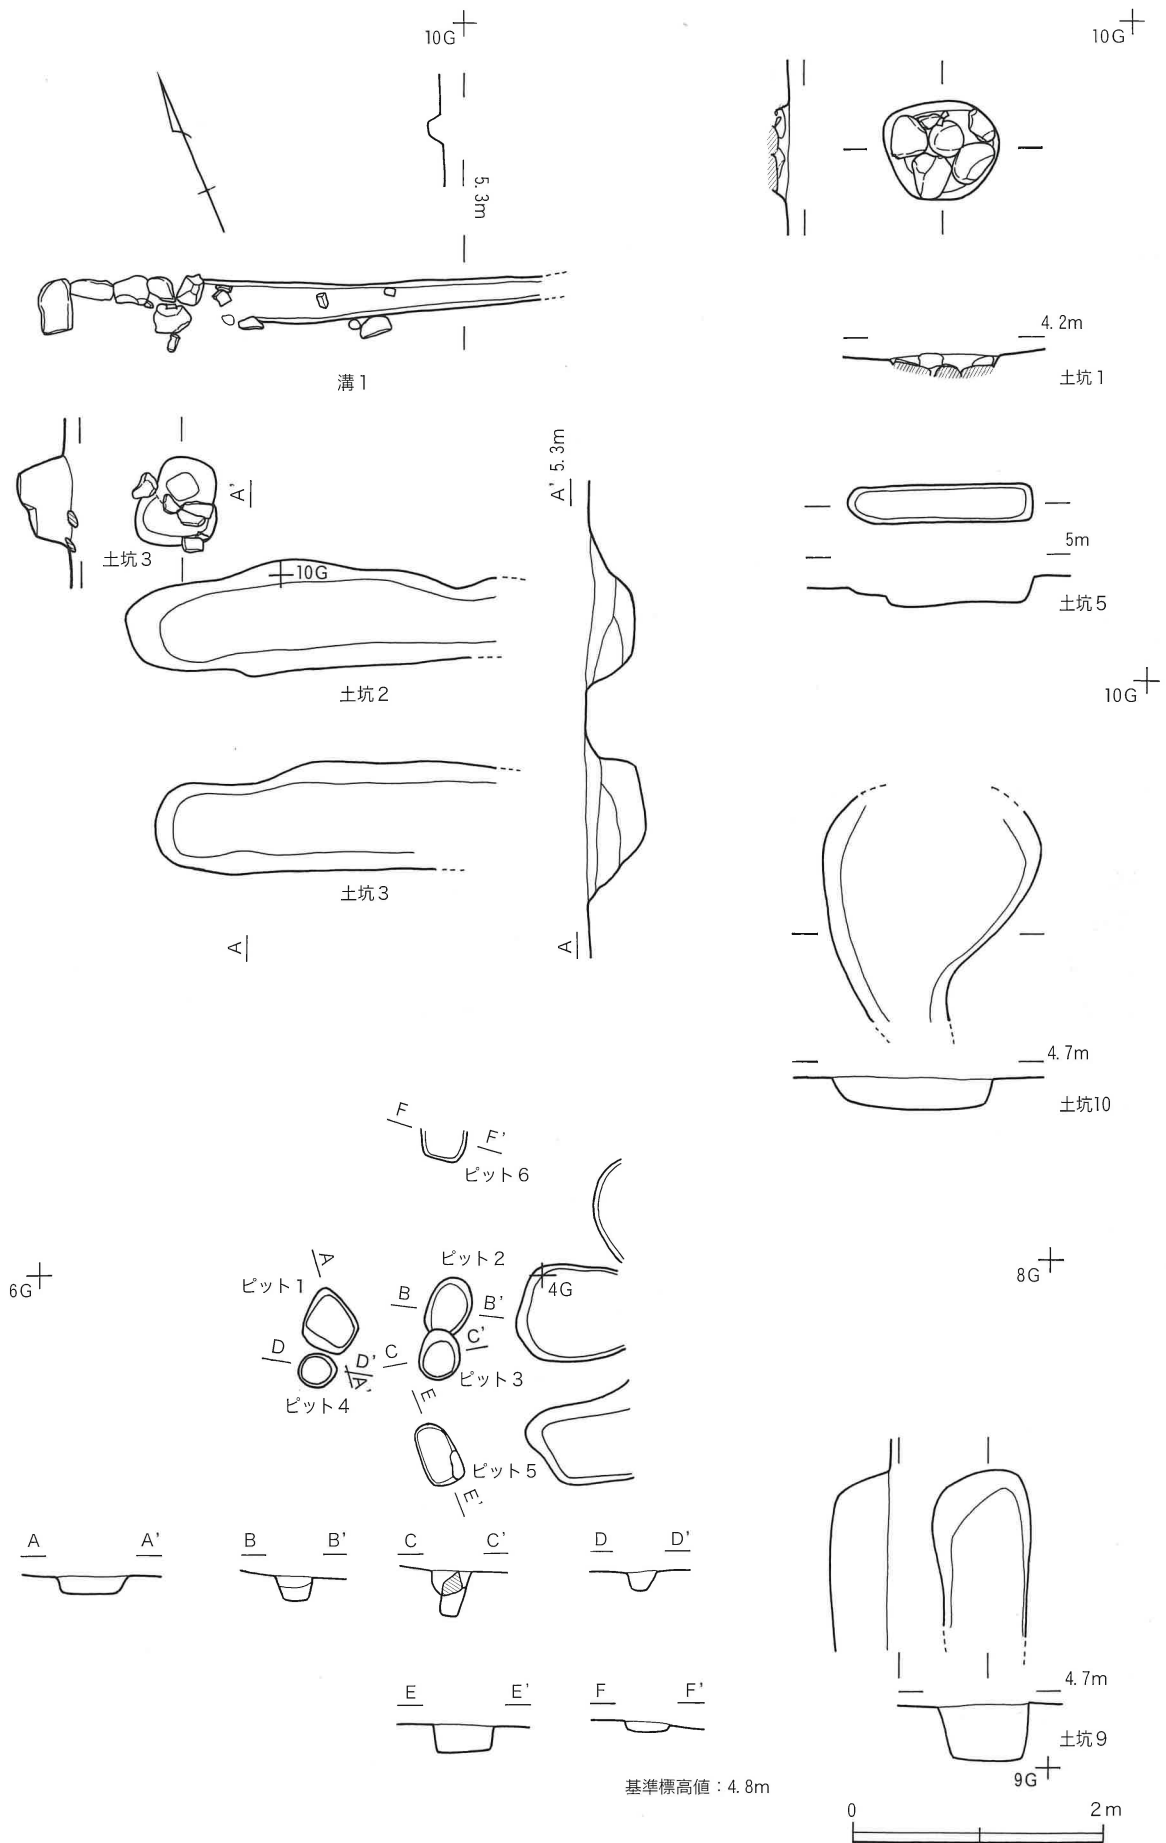 10G
10G
5.3m
溝1
4.2m
土坑1
A'
A' 5.3m
土坑3
10G
土坑2
5m
土坑5
10G
土坑3
A
A
4.7m
土坑10
F
F'
ピット6
6G
A
ピット1
ピット2
B
B'
4G
8G
D
D'
A'
C
C'
ピット3
ピット4
E
ピット5
E'
A
A'
B
B'
C
C'
D
D'
E
E'
F
F'
4.7m
土坑9
9G
基準標高値:4.8m
0
2m